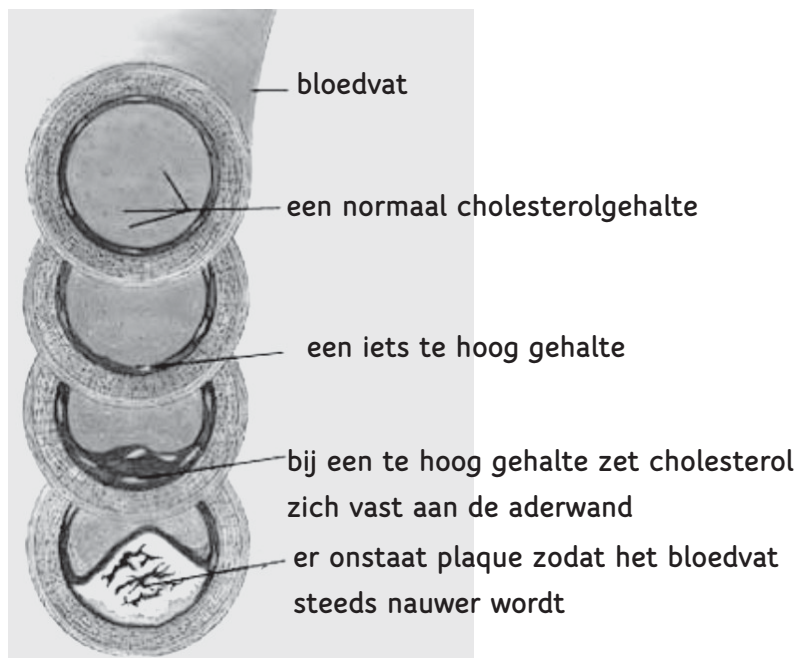 bloedvat
een normaal cholesterolgehalte
een iets te hoog gehalte
bij een te hoog gehalte zet cholesterol
zich vast aan de aderwand
er onstaat plaque zodat het bloedvat
steeds nauwer wordt